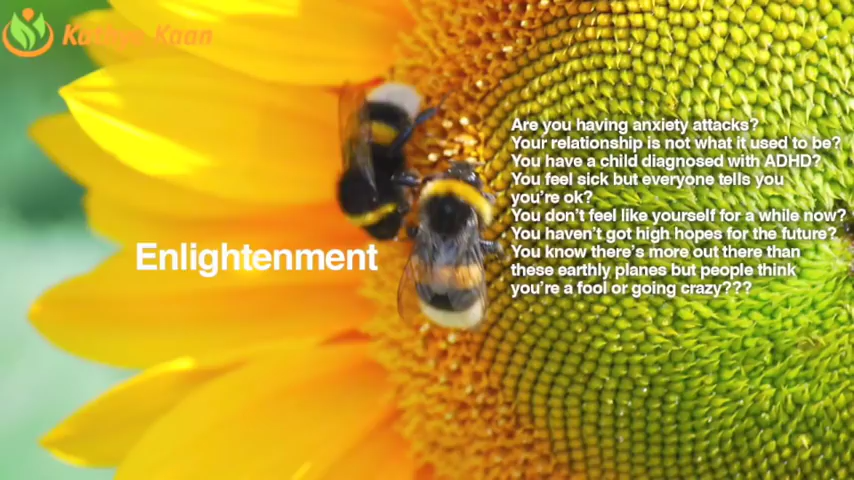 Kathye Kaan
Are you having anxiety attacks?
Your relationship is not what it used to be?
You have a child diagnosed with ADHD?
You feel sick but everyone tells you
you're ok?
You don't feel like yourself for a while now?
You haven't got high hopes for the future?
You know there's more out there than
these earthly planes but people think
you're a fool or going crazy???
Enlightenment